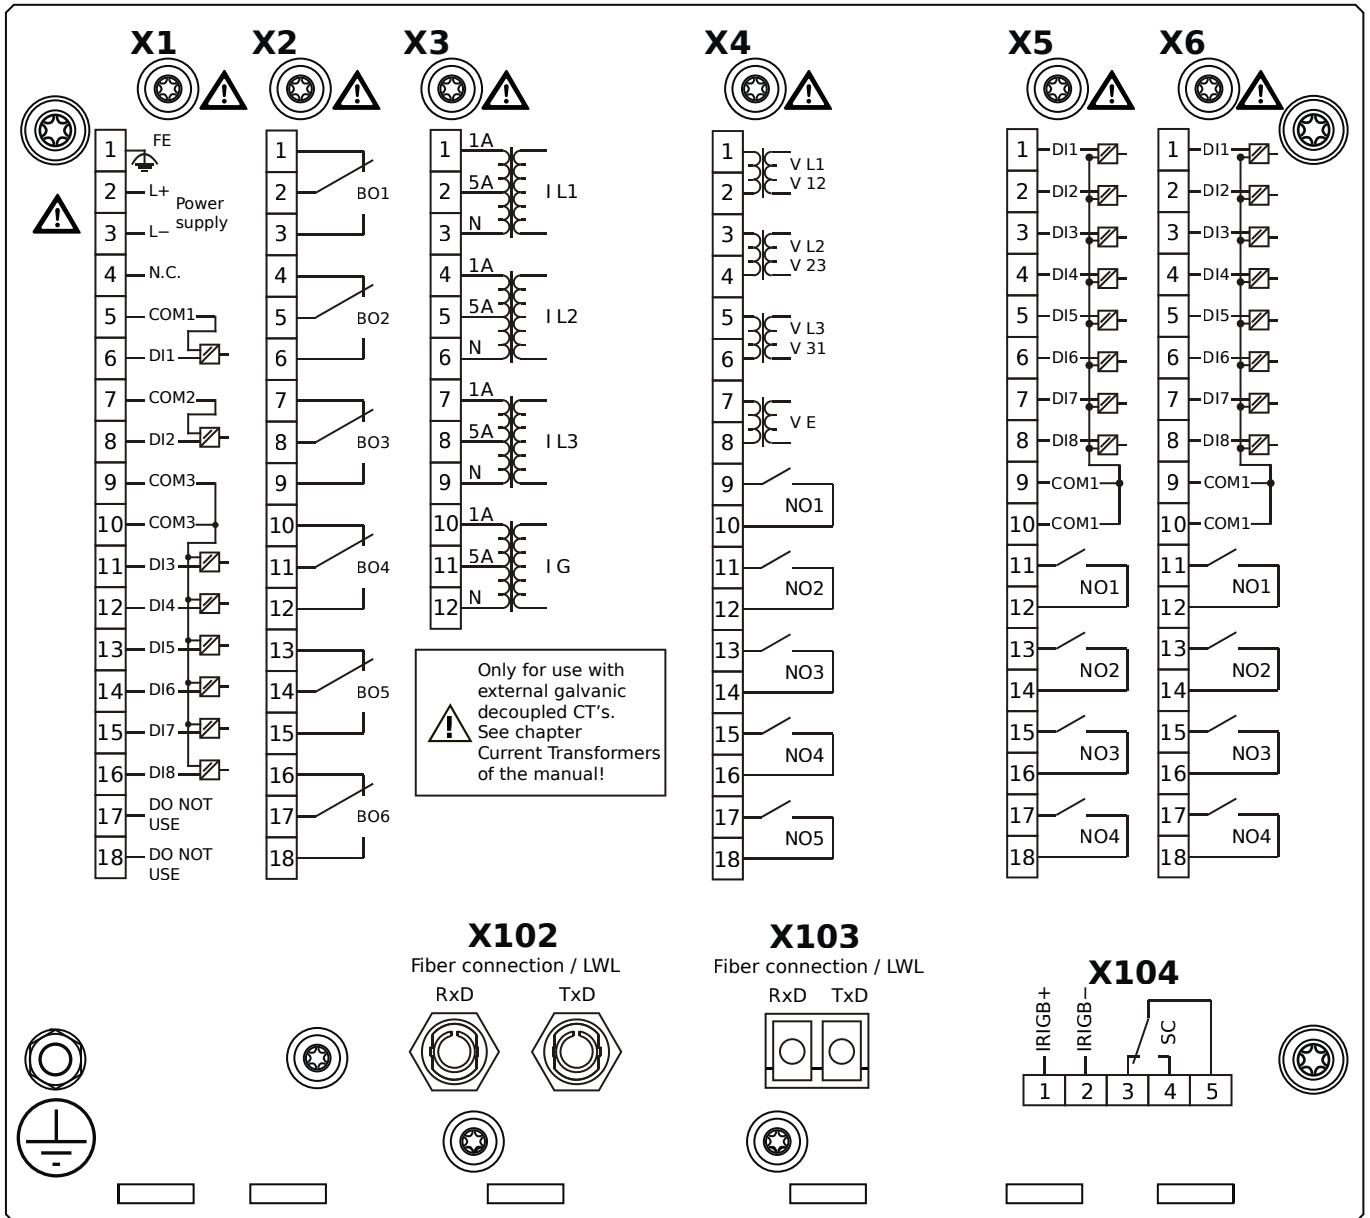 X1
X2
X3
X4
X5
X6
1
FE
2
L+
Power
supply
3
L−
4
N.C.
5
COM1
6
DI1
7
COM2
8
DI2
9
COM3
10
COM3
11
DI3
12
DI4
13
DI5
14
DI6
15
DI7
16
DI8
17
DO NOT
USE
18
DO NOT
USE
1
2
BO1
3
4
5
BO2
6
7
8
BO3
9
10
11
BO4
12
13
14
BO5
15
16
17
BO6
18
1
1A
2
5A
I L1
3
N
4
1A
5
5A
I L2
6
N
7
1A
8
5A
I L3
9
N
10
1A
11
5A
I G
12
N
Only for use with
external galvanic
decoupled CT's.
See chapter
Current Transformers
of the manual!
1
V L1
V 12
2
3
V L2
V 23
4
5
V L3
V 31
6
7
V E
8
9
NO1
10
11
NO2
12
13
NO3
14
15
NO4
16
17
NO5
18
1
DI1
2
DI2
3
DI3
4
DI4
5
DI5
6
DI6
7
DI7
8
DI8
9
COM1
10
COM1
11
NO1
12
13
NO2
14
15
NO3
16
17
NO4
18
1
DI1
2
DI2
3
DI3
4
DI4
5
DI5
6
DI6
7
DI7
8
DI8
9
COM1
10
COM1
11
NO1
12
13
NO2
14
15
NO3
16
17
NO4
18
X102
Fiber connection / LWL
RxD
TxD
X103
Fiber connection / LWL
RxD
TxD
X104
IRIGB+
IRIGB−
SC
1
2
3
4
5